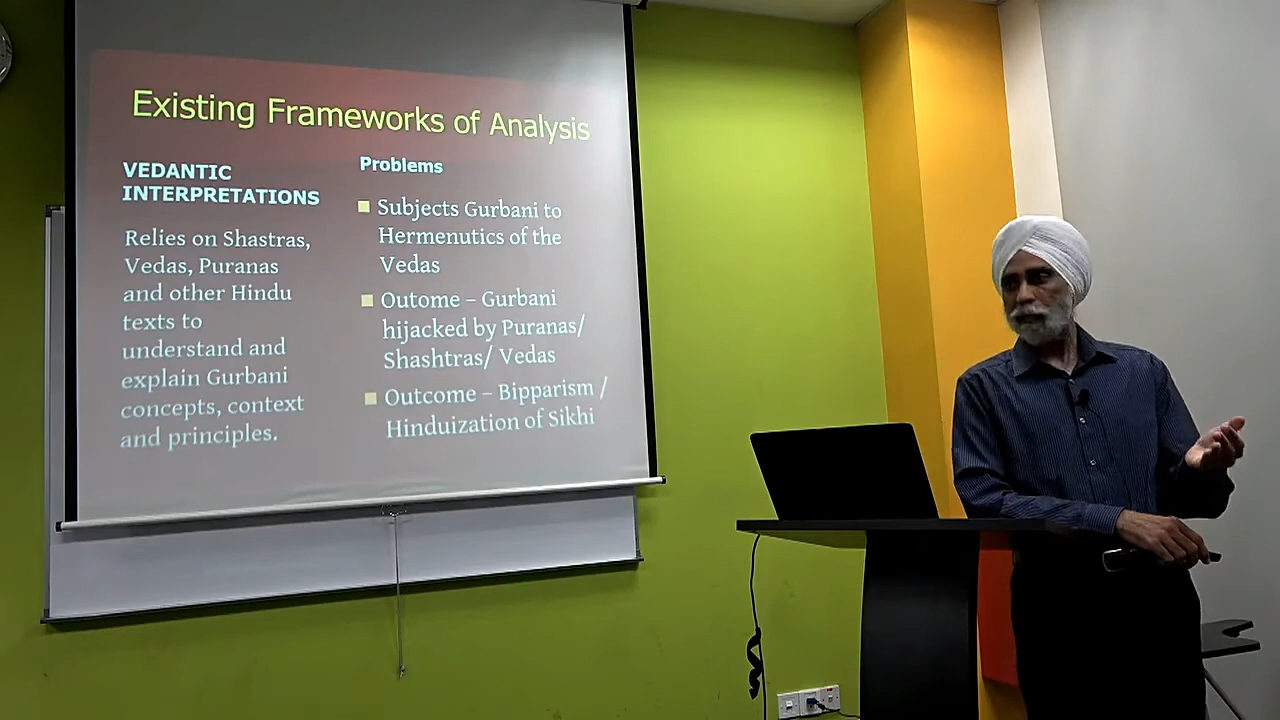 Existing Frameworks of Analysis
VEDANTIC
INTERPRETATIONS
Relies on Shastras,
Vedas, Puranas
and other Hindu
texts to
understand and
explain Gurbani
concepts, context
and principles.
Problems
Subjects Gurbani to
Hermenutics of the
Vedas
Outome – Gurbani
hijacked by Puranas/
Shashtras/ Vedas
Outcome – Bipparism /
Hinduization of Sikhi